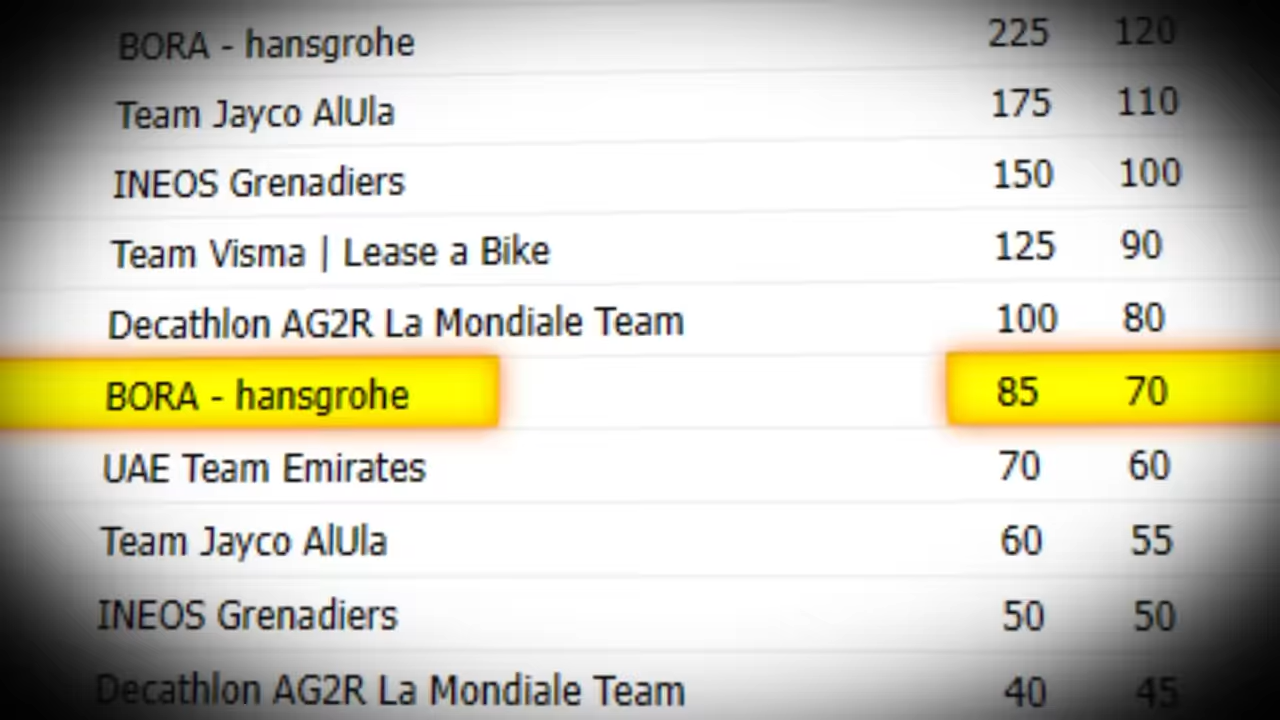 BORA - hansgrohe 225 120
Team Jayco AlUla 175 110
INEOS Grenadiers 150 100
Team Visma | Lease a Bike 125 90
Decathlon AG2R La Mondiale Team 100 80
BORA - hansgrohe 85 70
UAE Team Emirates 70 60
Team Jayco AlUla 60 55
INEOS Grenadiers 50 50
Decathlon AG2R La Mondiale Team 40 45